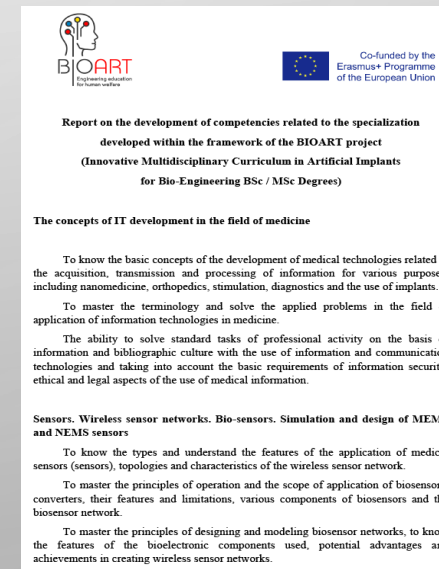 BIOART
Engineering education
for human welfare
Co-funded by the
Erasmus+ Programme
of the European Union
Report on the development of competencies related to the specialization
developed within the framework of the BIOART project
(Innovative Multidisciplinary Curriculum in Artificial Implants
for Bio-Engineering BSc / MSc Degrees)
The concepts of IT development in the field of medicine
To know the basic concepts of the development of medical technologies related
the acquisition, transmission and processing of information for various purpose
including nanomedicine, orthopedics, stimulation, diagnostics and the use of implants.
To master the terminology and solve the applied problems in the field
application of information technologies in medicine.
The ability to solve standard tasks of professional activity on the basis
information and bibliographic culture with the use of information and communicatio
technologies and taking into account the basic requirements of information securit
ethical and legal aspects of the use of medical information.
Sensors. Wireless sensor networks. Bio-sensors. Simulation and design of MEM
and NEMS sensors
To know the types and understand the features of the application of medic
sensors (sensors), topologies and characteristics of the wireless sensor network.
To master the principles of operation and the scope of application of biosensor
converters, their features and limitations, various components of biosensors and th
biosensor network.
To master the principles of designing and modeling biosensor networks, to know
the features of the bioelectronic components used, potential advantages an
achievements in creating wireless sensor networks.